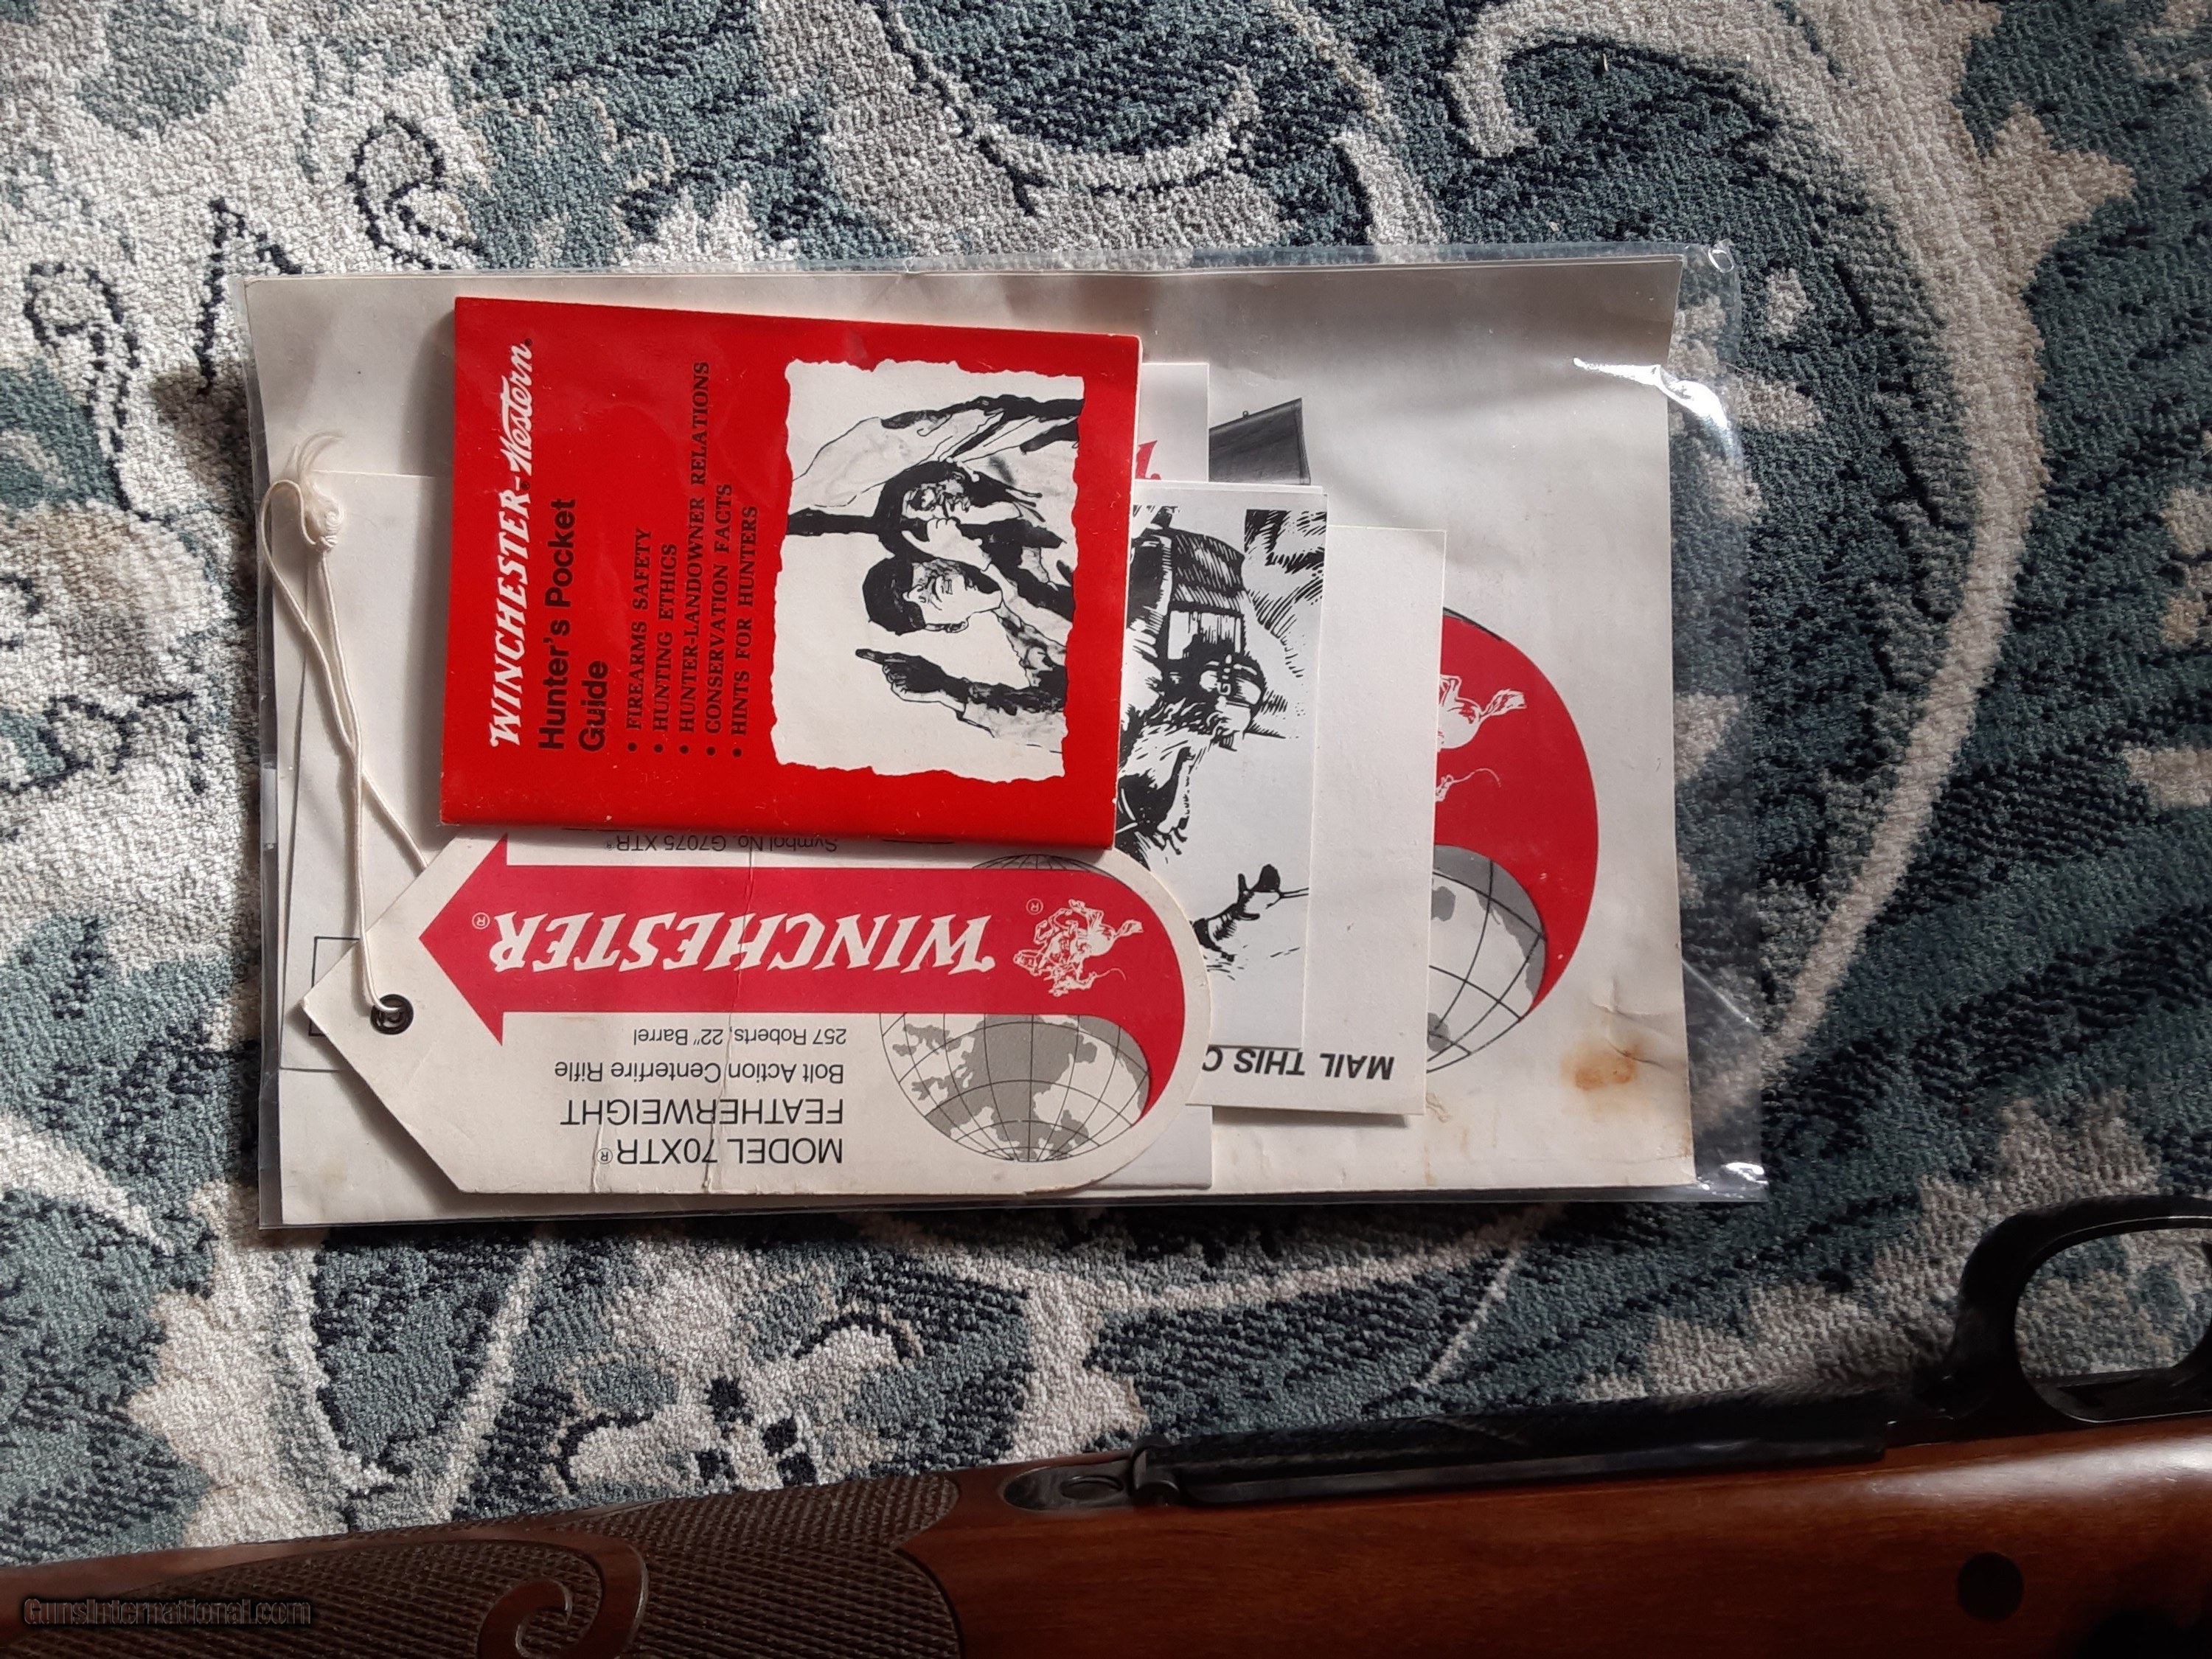 WINCHESTER®-Western®
Hunter's Pocket
Guide
• FIREARMS SAFETY
• HUNTING ETHICS
• HUNTER-LANDOWNER RELATIONS
• CONSERVATION FACTS
• HINTS FOR HUNTERS
MODEL 70XTR®
FEATHERWEIGHT
Bolt Action Centerfire Rifle
257 Roberts, 22" Barrel
WINCHESTER®
®
Symbol No. G7075 XTR®
MAIL THIS C
GunsInternational.com